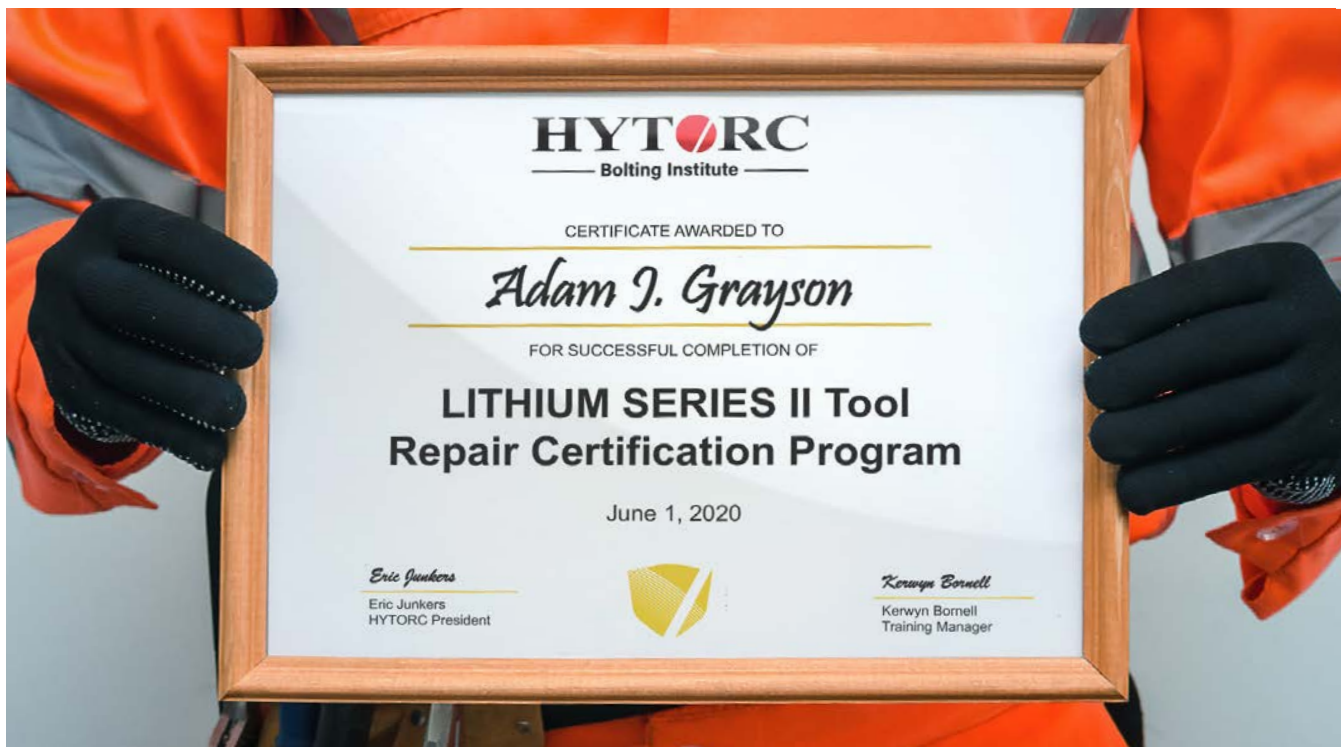 HYTORC
Bolting Institute
CERTIFICATE AWARDED TO
Adam J. Grayson
FOR SUCCESSFUL COMPLETION OF
LITHIUM SERIES II Tool
Repair Certification Program
June 1, 2020
Eric Junkers
Eric Junkers
HYTORC President
Kerwyn Bornell
Kerwyn Bornell
Training Manager